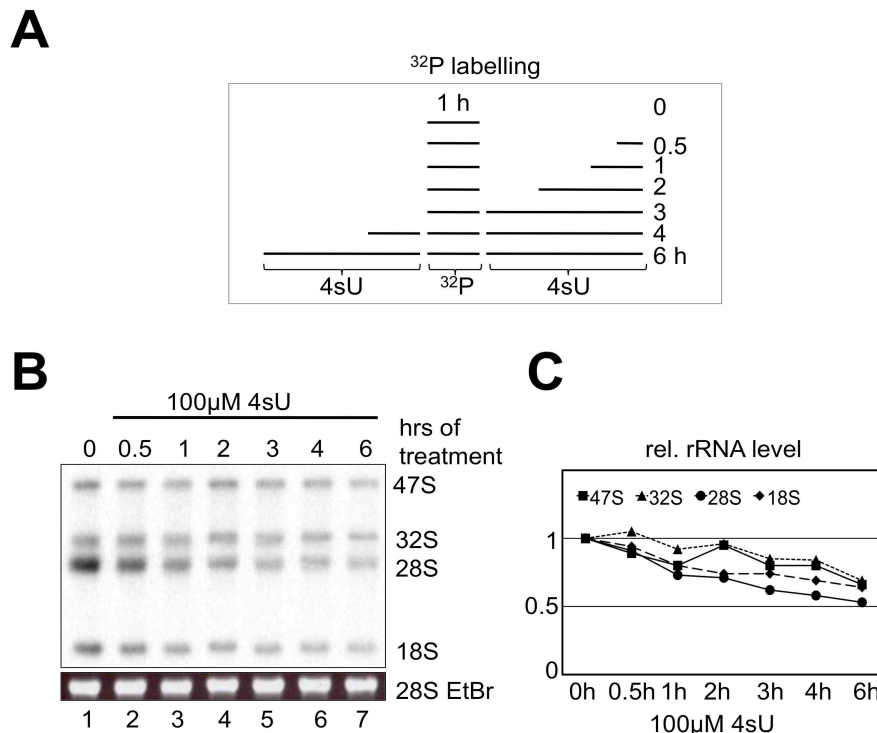 A
³²P labelling
1 h 0
0.5
1
2
3
4
6 h
4sU ³²P 4sU
B
100µM 4sU
0 0.5 1 2 3 4 6 hrs of treatment
47S
32S
28S
18S
28S EtBr
1 2 3 4 5 6 7
C
rel. rRNA level
47S 32S 28S 18S
1
0.5
0
0h 0.5h 1h 2h 3h 4h 6h
100µM 4sU